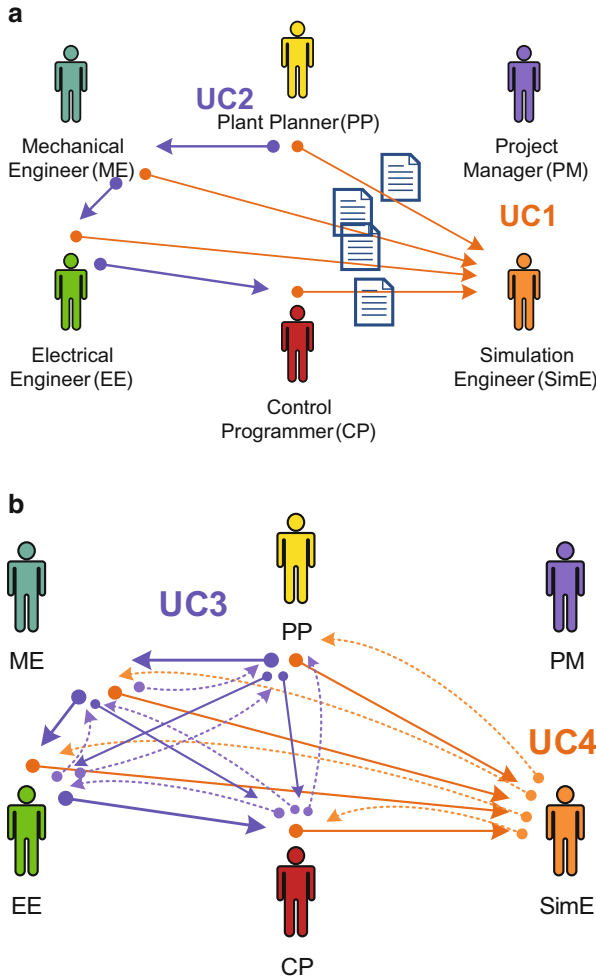 a
UC2
Plant Planner (PP)
Mechanical
Engineer (ME)
Project
Manager (PM)
UC1
Electrical
Engineer (EE)
Control
Programmer (CP)
Simulation
Engineer (SimE)
b
UC3
ME
PP
PM
UC4
EE
CP
SimE